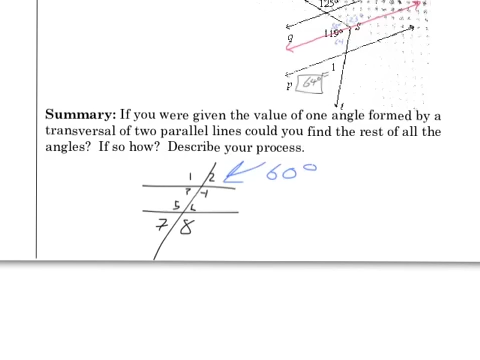 125°
q
119°
s
1
P 64°
t
Summary: If you were given the value of one angle formed by a
transversal of two parallel lines could you find the rest of all the
angles? If so how? Describe your process.
1 2 60°
4
5
7 8